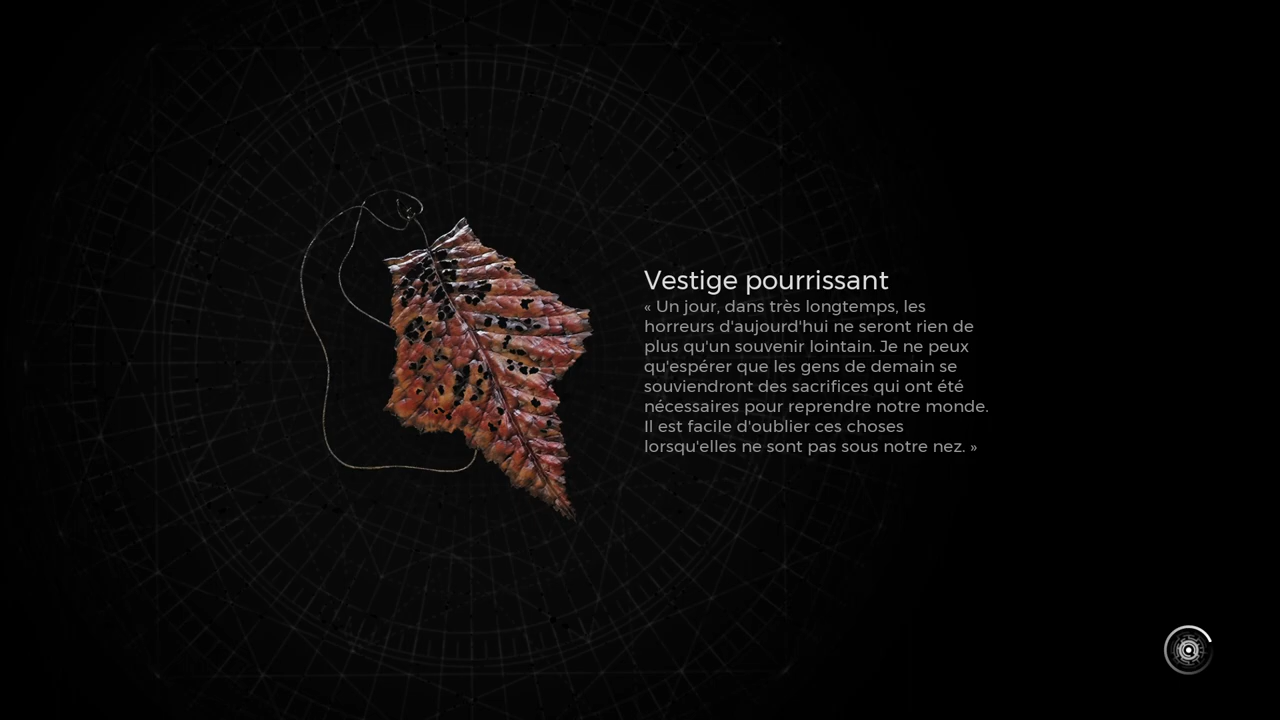 Vestige pourrissant
« Un jour, dans très longtemps, les
horreurs d'aujourd'hui ne seront rien de
plus qu'un souvenir lointain. Je ne peux
qu'espérer que les gens de demain se
souviendront des sacrifices qui ont été
nécessaires pour reprendre notre monde.
Il est facile d'oublier ces choses
lorsqu'elles ne sont pas sous notre nez. »